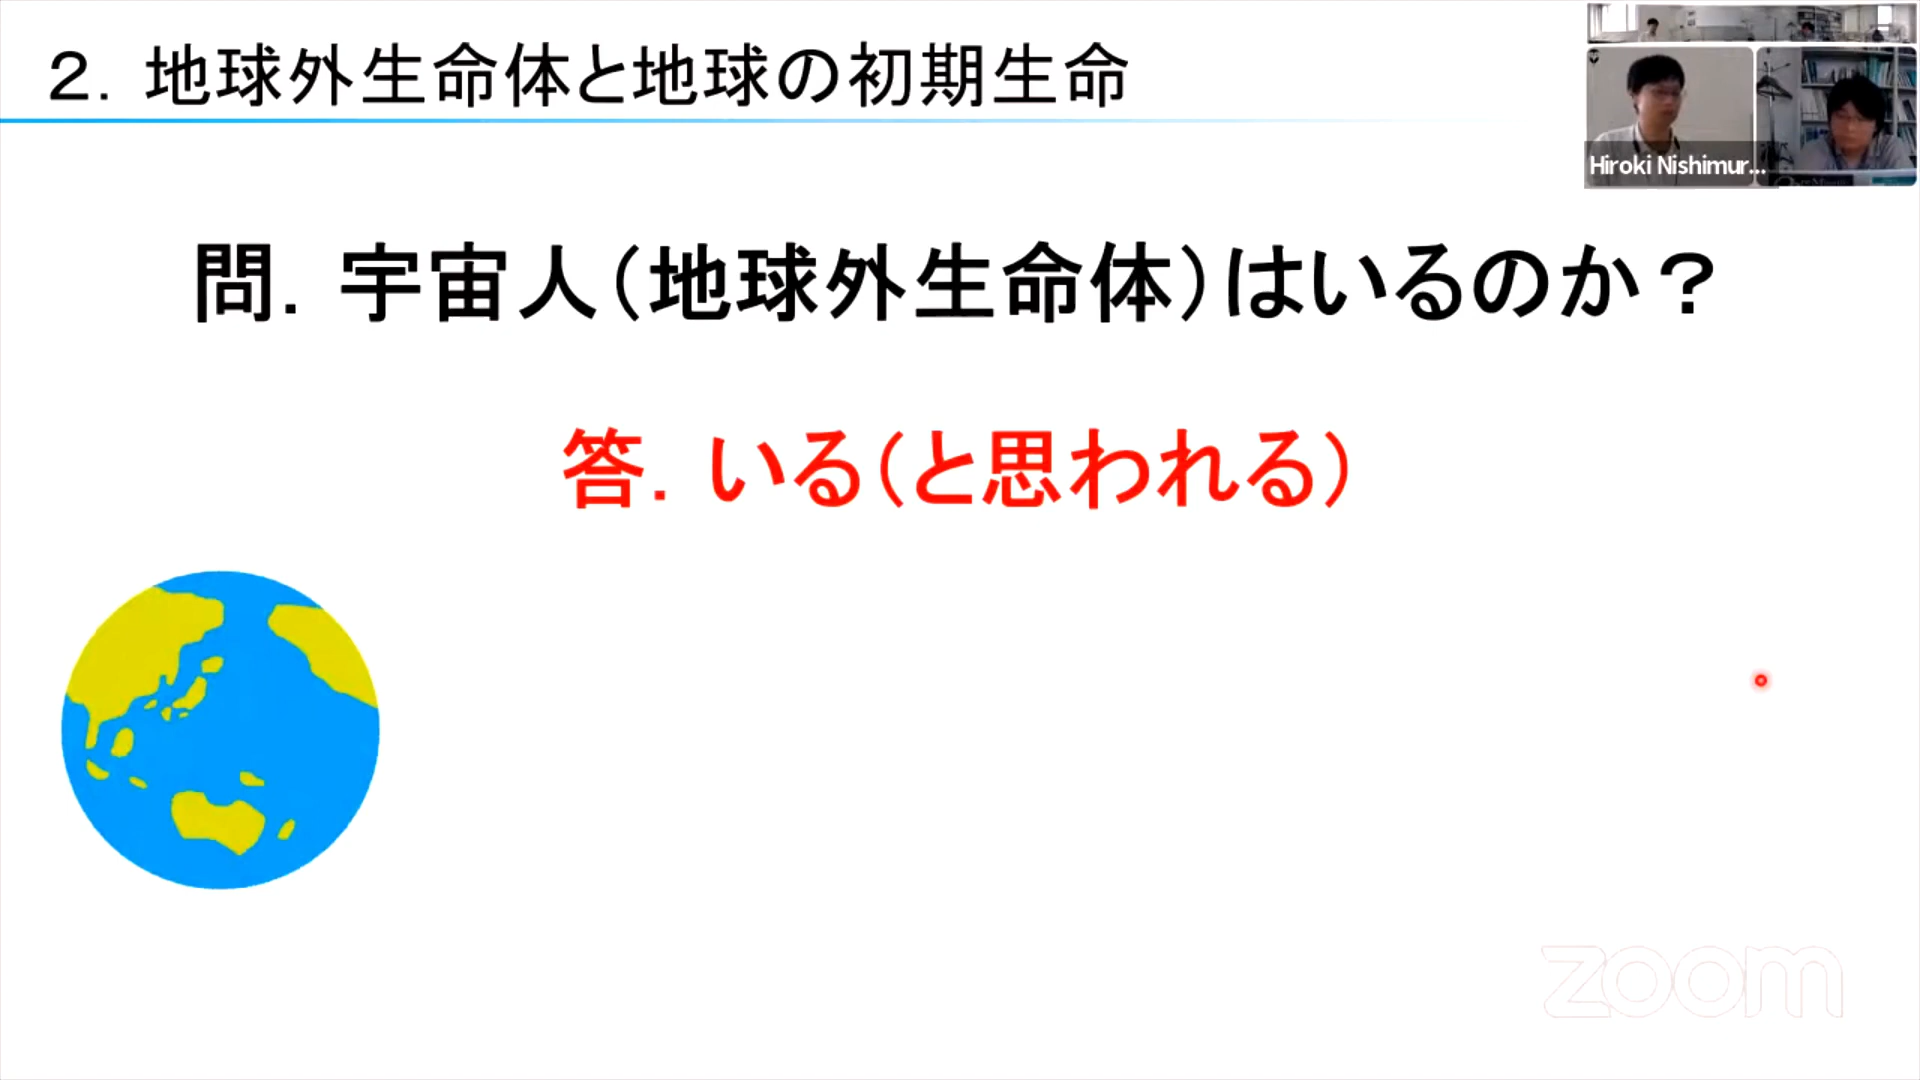 ２．地球外生命体と地球の初期生命
Hiroki Nishimur...
問．宇宙人（地球外生命体）はいるのか？
答．いる（と思われる）
zoom